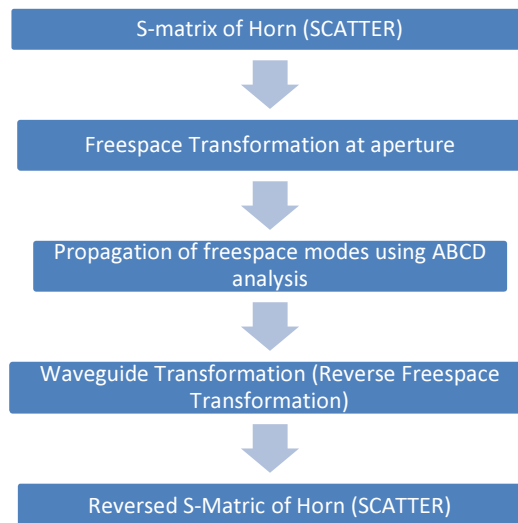 S-matrix of Horn (SCATTER)
Freespace Transformation at aperture
Propagation of freespace modes using ABCD
analysis
Waveguide Transformation (Reverse Freespace
Transformation)
Reversed S-Matric of Horn (SCATTER)